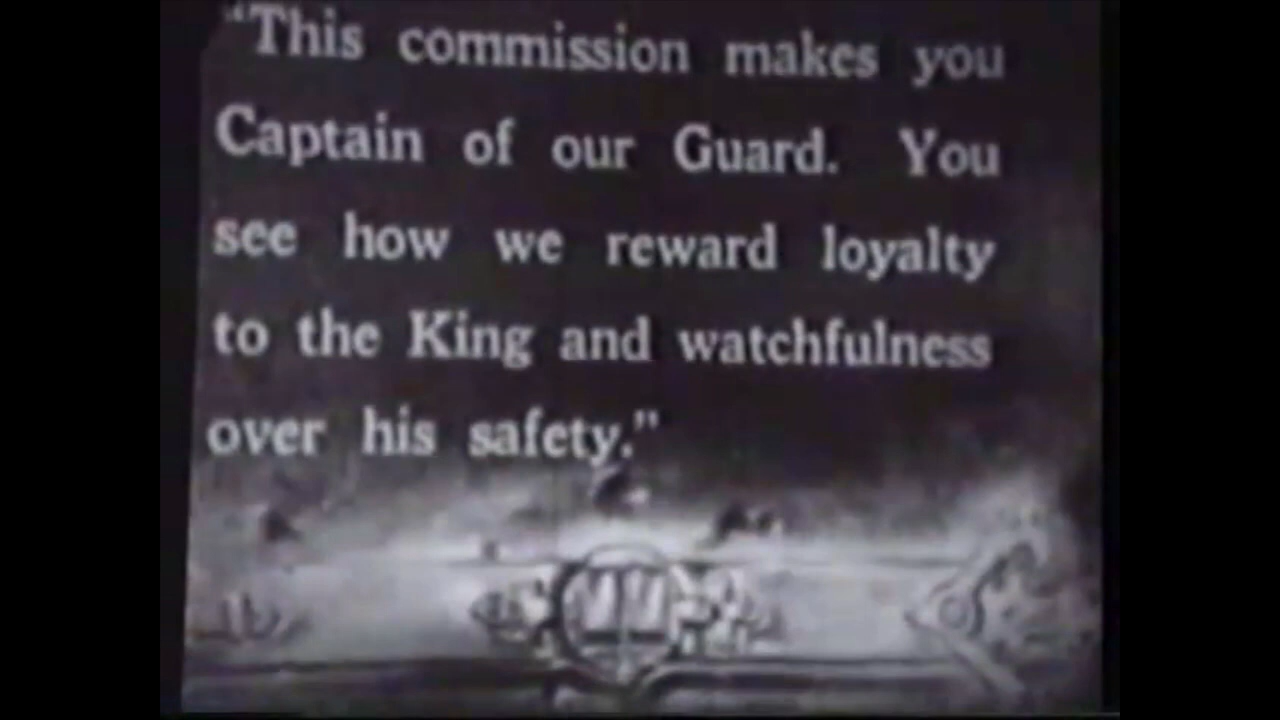 "This commission makes you
Captain of our Guard. You
see how we reward loyalty
to the King and watchfulness
over his safety."